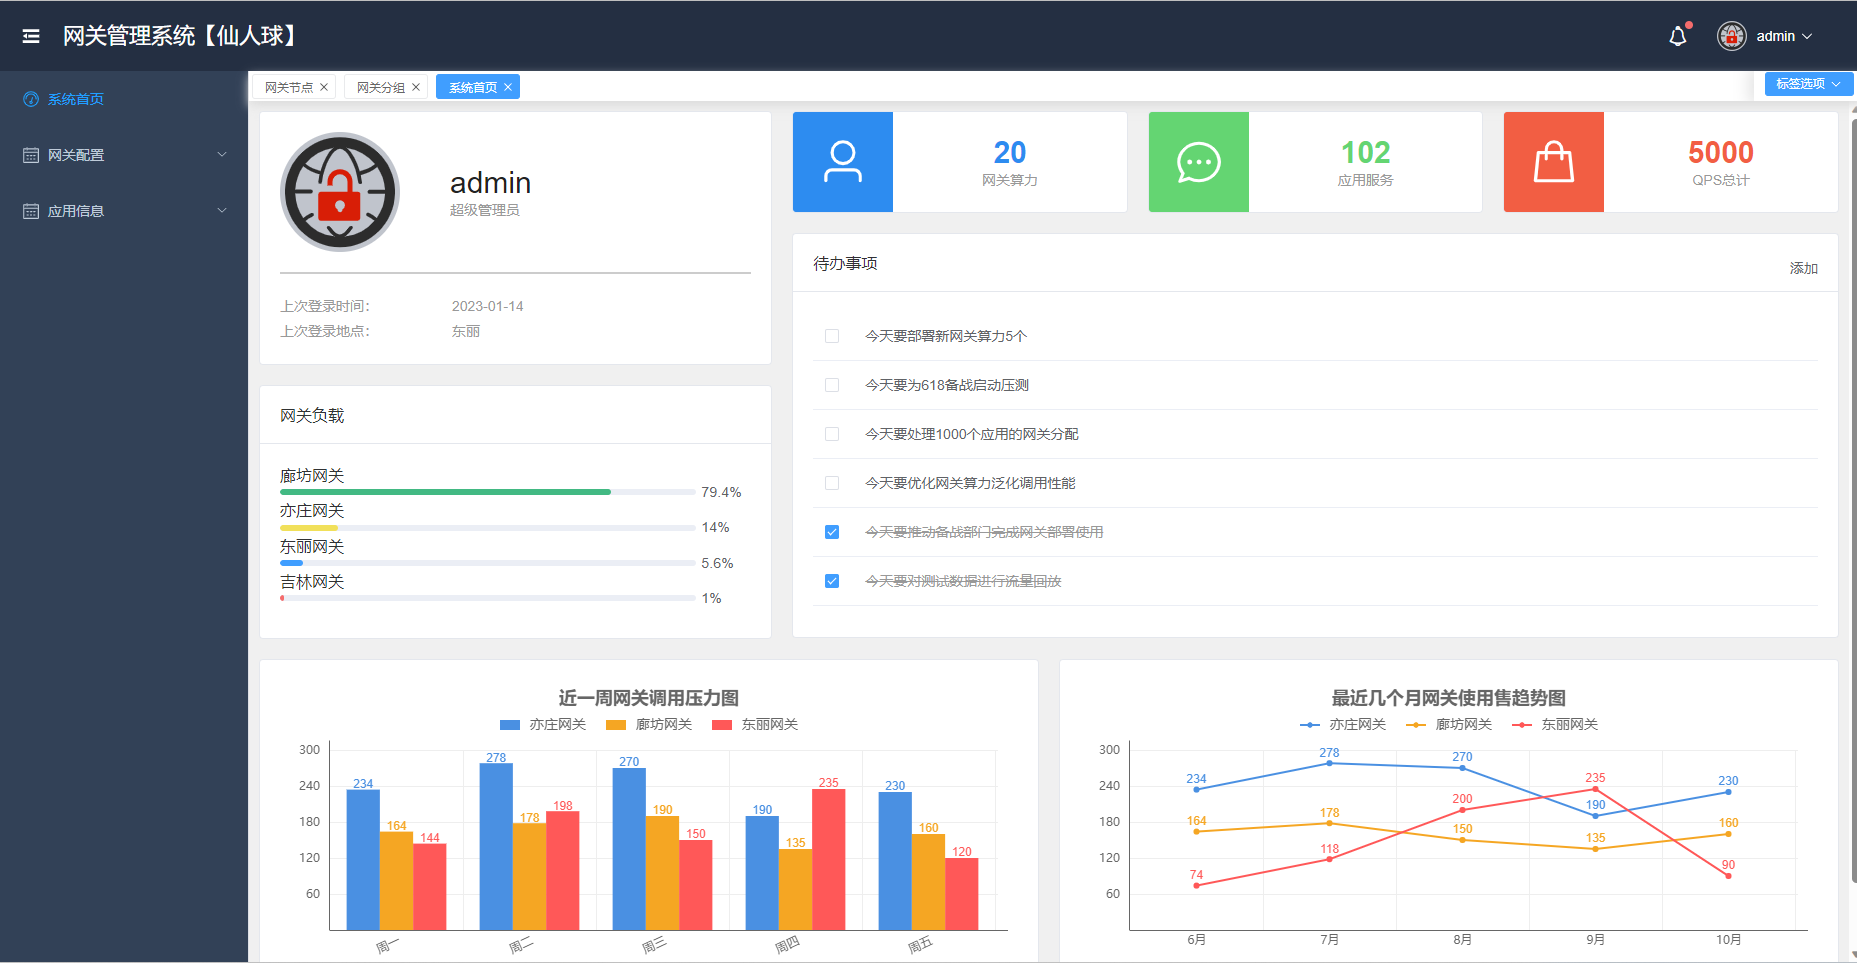 网关管理系统【仙人球】
admin
系统首页
网关配置
应用信息
网关节点
网关分组
系统首页
标签选项
admin
超级管理员
上次登录时间：
2023-01-14
上次登录地点：
东丽
20
网关算力
102
应用服务
5000
QPS总计
待办事项
添加
今天要部署新网关算力5个
今天要为618备战启动压测
今天要处理1000个应用的网关分配
今天要优化网关算力泛化调用性能
今天要推动备战部门完成网关部署使用
今天要对测试数据进行流量回放
网关负载
廊坊网关
79.4%
亦庄网关
14%
东丽网关
5.6%
吉林网关
1%
近一周网关调用压力图
亦庄网关 廊坊网关 东丽网关
300
240
180
120
60
234 164 144
278 178 198
270 190 150
190 135 235
230 160 120
周一 周二 周三 周四 周五
最近几个月网关使用售趋势图
亦庄网关 廊坊网关 东丽网关
300
240
180
120
60
234 278 270 190 230
164 178 150 135 160
74 118 200 235 90
6月 7月 8月 9月 10月